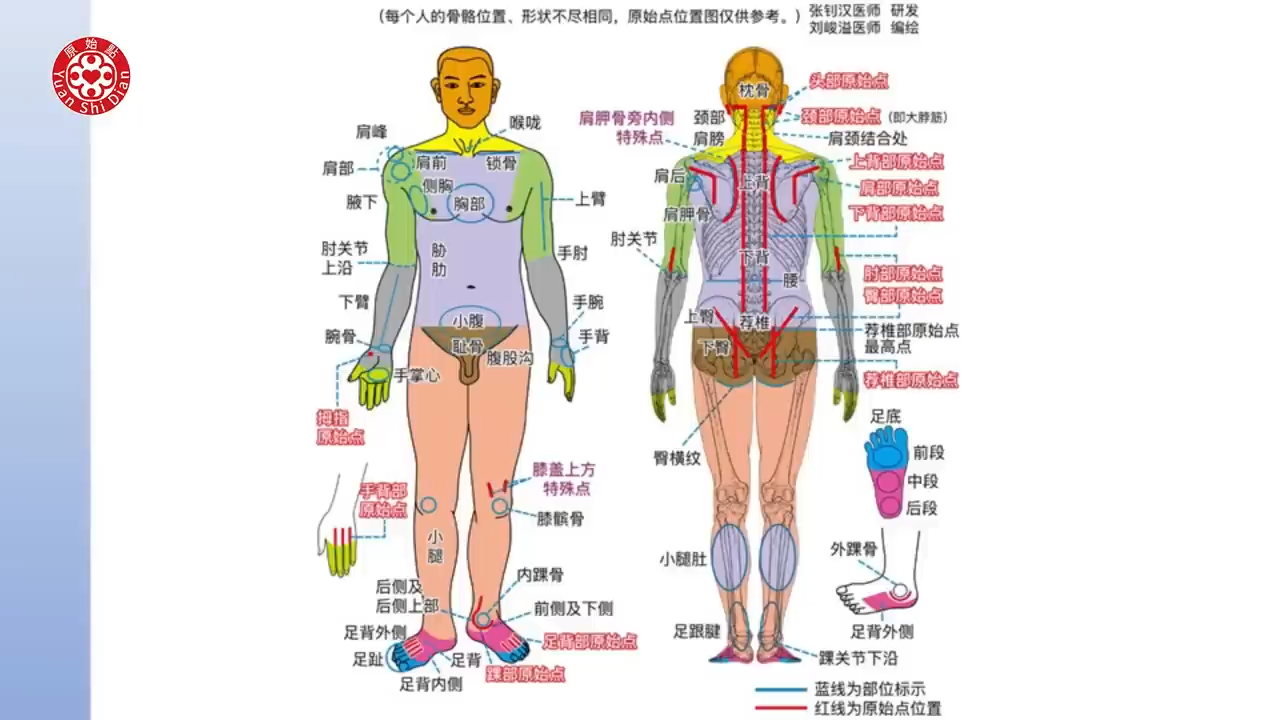 (每个人的骨骼位置、形状不尽相同，原始点位置图仅供参考。)
张钊汉医师 研发
刘峻溢医师 编绘
原始點
Yuan Shi Dian
喉咙
肩峰
肩前
锁骨
肩部
侧胸
腋下
胸部
上臂
肘关节
上沿
胁
肋
手肘
下臂
手腕
小腹
腕骨
耻骨
手背
腹股沟
手掌心
拇指
原始点
手背部
原始点
膝盖上方
特殊点
膝髌骨
小
腿
内踝骨
后侧及
后侧上部
前侧及下侧
足背外侧
足背部原始点
足趾
足背
踝部原始点
足背内侧
枕骨
头部原始点
肩胛骨旁内侧
特殊点
颈部
颈部原始点
(即大脖筋)
肩膀
肩颈结合处
上背部原始点
肩后
上背
肩部原始点
肩胛骨
下背部原始点
肘关节
下背
肘部原始点
腰
臀部原始点
上臀
荐椎
荐椎部原始点
最高点
下臀
荐椎部原始点
足底
前段
臀横纹
中段
后段
外踝骨
小腿肚
足跟腱
足背外侧
踝关节下沿
蓝线为部位标示
红线为原始点位置